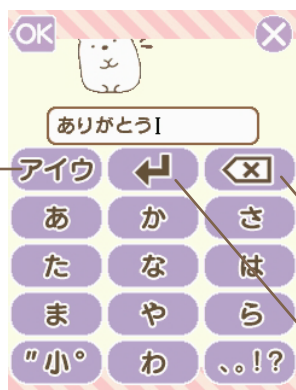 OK
ありがとう
アイウ
あ か さ
た な は
ま や ら
"小° わ 、。!?